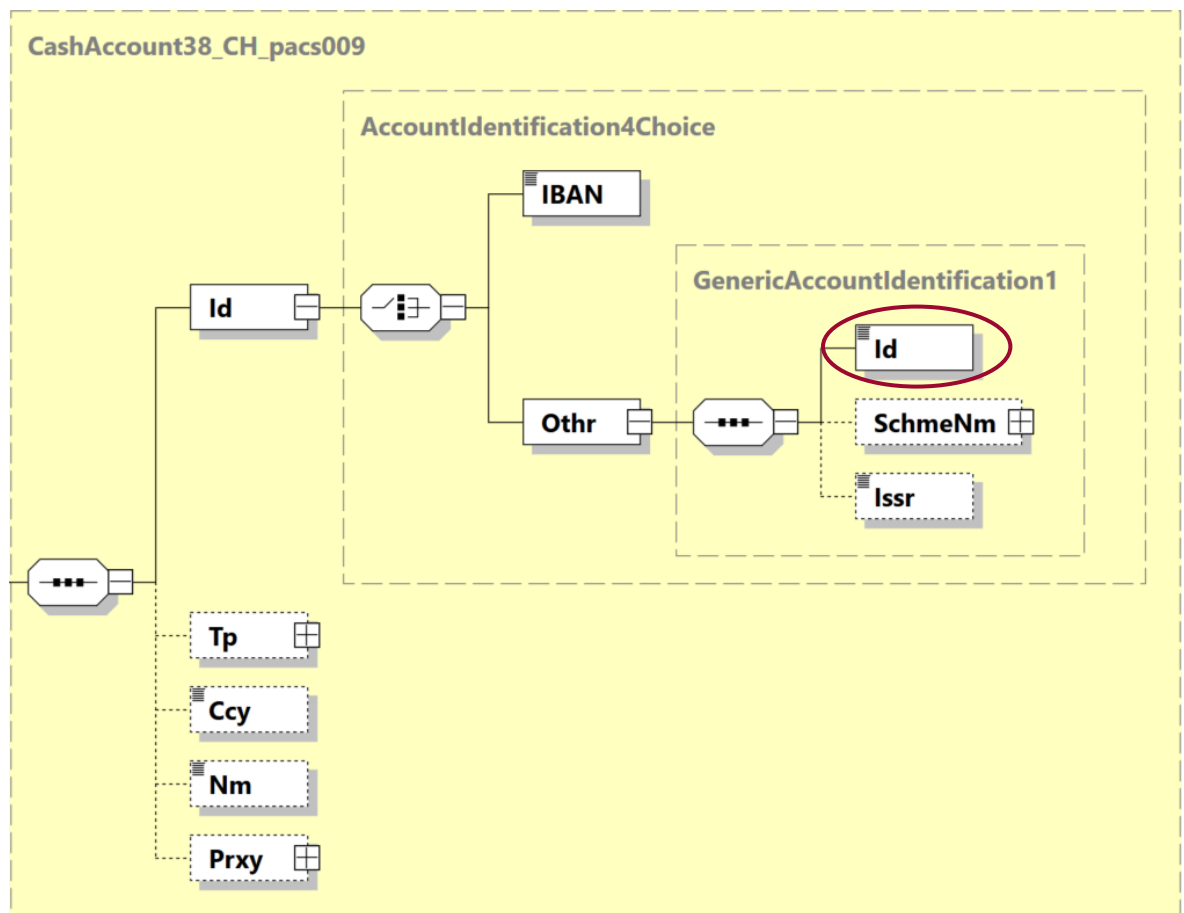 CashAccount38_CH_pacs009
AccountIdentification4Choice
IBAN
GenericAccountIdentification1
Id
Id
Othr
SchmeNm
Issr
Tp
Ccy
Nm
Prxy